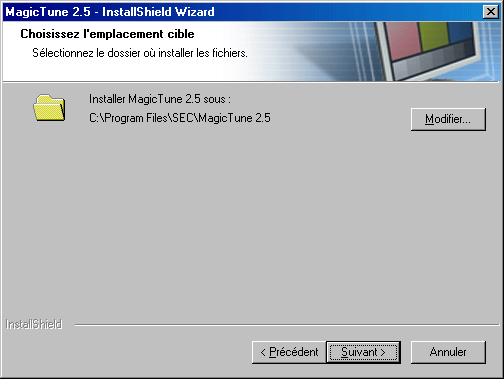 MagicTune 2.5 - InstallShield Wizard
Choisissez l'emplacement cible
Sélectionnez le dossier où installer les fichiers.
Installer MagicTune 2.5 sous :
C:\Program Files\SEC\MagicTune 2.5
Modifier...
InstallShield
< Précédent
Suivant >
Annuler